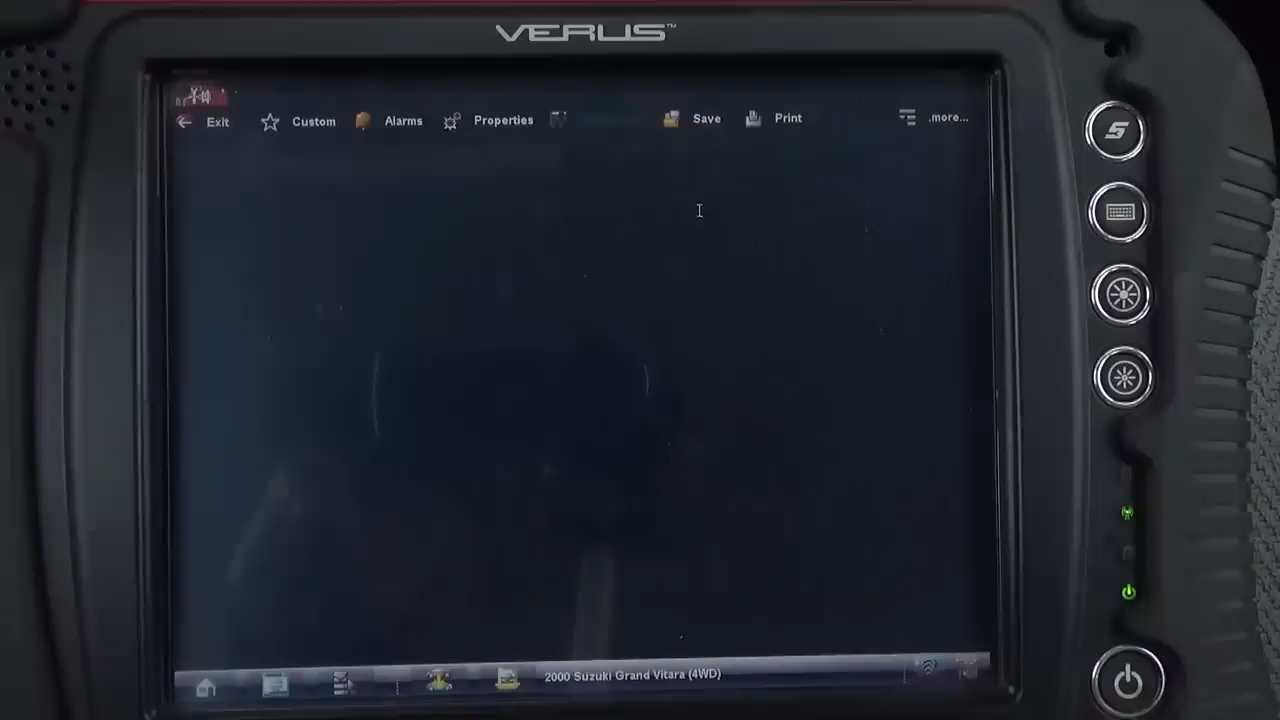 VERUS™
Exit Custom Alarms Properties Save Print .more...
2000 Suzuki Grand Vitara (4WD)